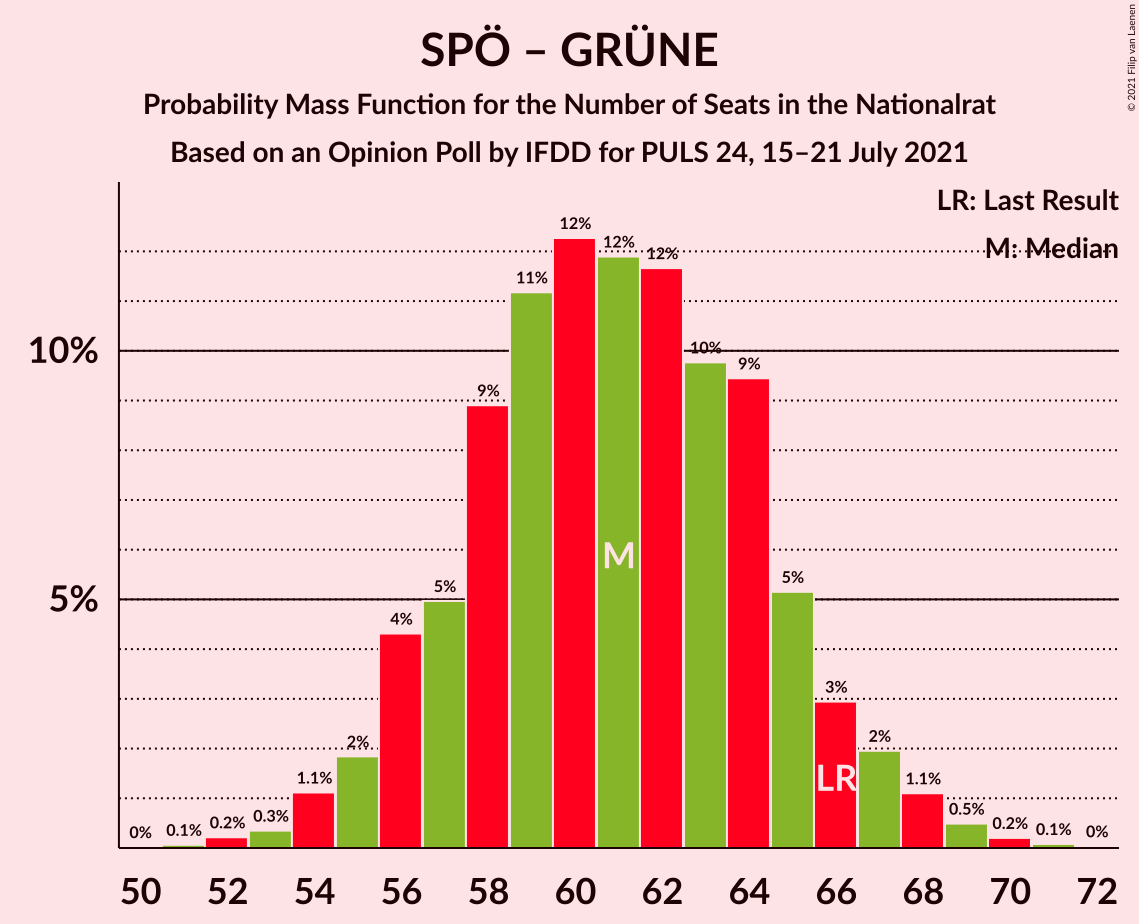 SPÖ – GRÜNE
Probability Mass Function for the Number of Seats in the Nationalrat
Based on an Opinion Poll by IFDD for PULS 24, 15–21 July 2021
© 2021 Filip van Laenen
LR: Last Result
M: Median
10%
5%
0%
0.1%
0.2%
0.3%
1.1%
2%
4%
5%
9%
11%
12%
12%
12%
10%
9%
5%
3%
2%
1.1%
0.5%
0.2%
0.1%
0%
M
LR
50 52 54 56 58 60 62 64 66 68 70 72